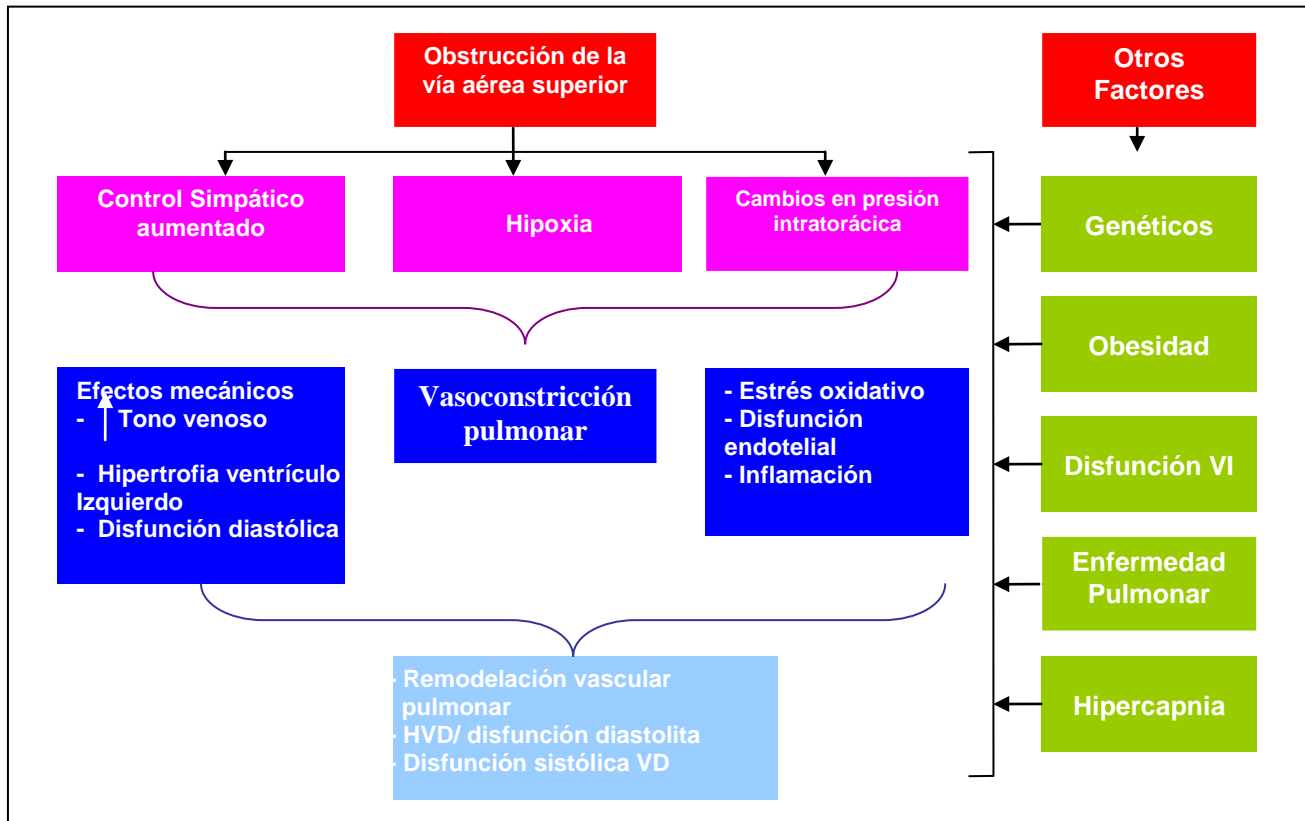 Obstrucción de la
vía aérea superior
Otros
Factores
Control Simpático
aumentado
Hipoxia
Cambios en presión
intratorácica
Genéticos
Obesidad
Efectos mecánicos
- Tono venoso
- Hipertrofia ventrículo
Izquierdo
- Disfunción diastólica
Vasoconstricción
pulmonar
- Estrés oxidativo
- Disfunción
endotelial
- Inflamación
Disfunción VI
Enfermedad
Pulmonar
- Remodelación vascular
pulmonar
- HVD/ disfunción diastolita
- Disfunción sistólica VD
Hipercapnia